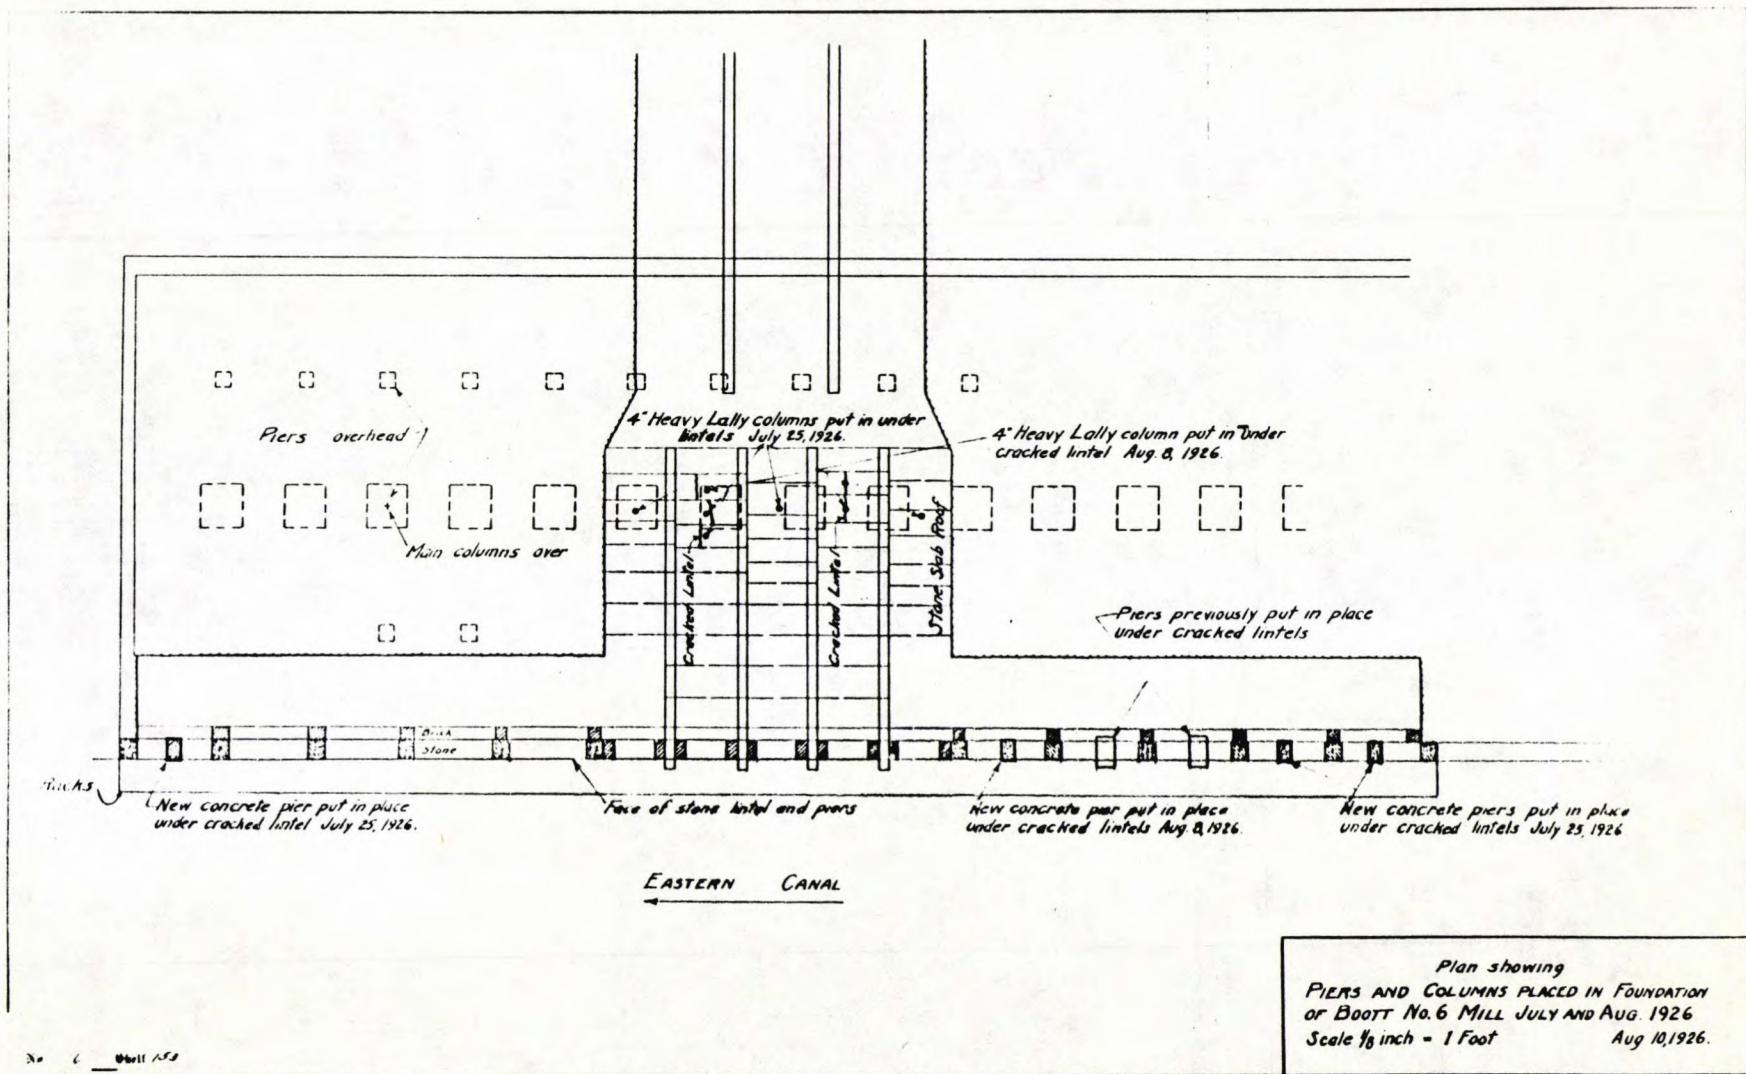 4" Heavy Lally columns put in under
lintels July 25, 1926.
4" Heavy Lally column put in under
cracked lintel Aug. 8, 1926.
Piers overhead
Main columns over
Cracked Lintel
Cracked Lintel
Stone Slab Roof
Piers previously put in place
under cracked lintels
Brick
Stone
Racks
New concrete pier put in place
under cracked lintel July 25, 1926.
Face of stone lintel and piers
New concrete pier put in place
under cracked lintels Aug. 8, 1926.
New concrete piers put in place
under cracked lintels July 25, 1926
EASTERN CANAL
Plan showing
PIERS AND COLUMNS PLACED IN FOUNDATION
OF BOOTT No. 6 MILL JULY AND AUG. 1926
Scale 1/8 inch = 1 Foot Aug 10, 1926.
No